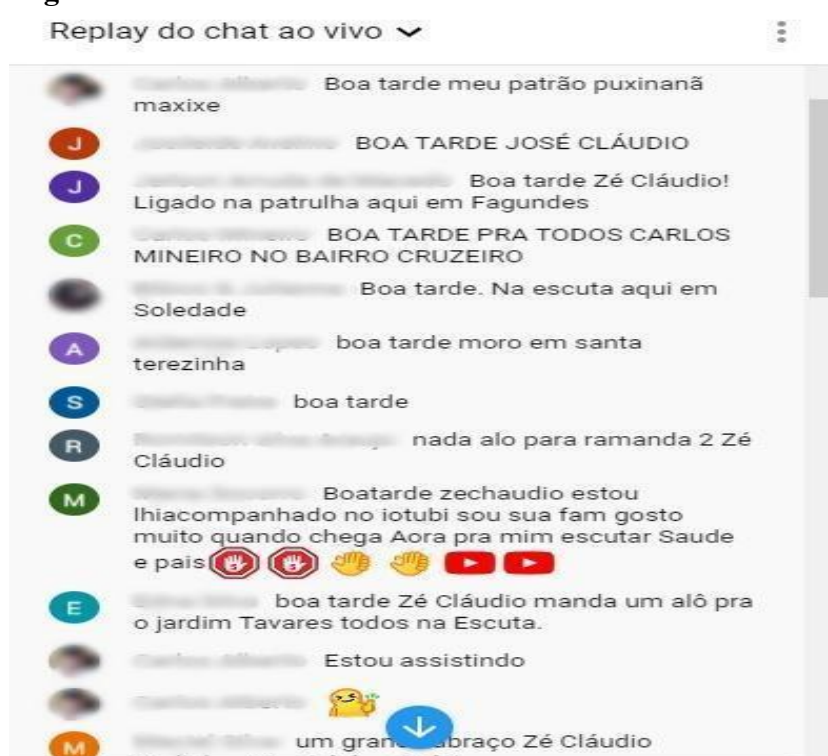 Replay do chat ao vivo
Boa tarde meu patrão puxinanã
maxixe
J
BOA TARDE JOSÉ CLÁUDIO
J
Boa tarde Zé Cláudio!
Ligado na patrulha aqui em Fagundes
C
BOA TARDE PRA TODOS CARLOS
MINEIRO NO BAIRRO CRUZEIRO
Boa tarde. Na escuta aqui em
Soledade
A
boa tarde moro em santa
terezinha
S
boa tarde
R
nada alo para ramanda 2 Zé
Cláudio
M
Boatarde zechaudio estou
lhiacompanhado no iotubi sou sua fam gosto
muito quando chega Aora pra mim escutar Saude
e pais
E
boa tarde Zé Cláudio manda um alô pra
o jardim Tavares todos na Escuta.
Estou assistindo
M
um gran braço Zé Cláudio